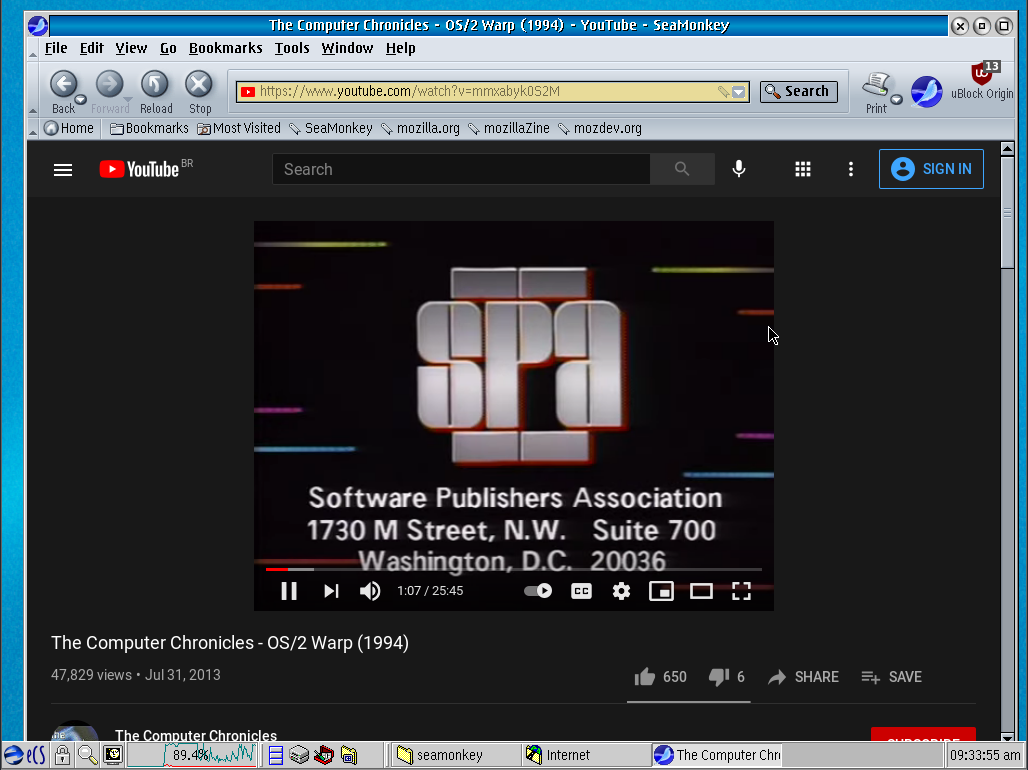 The Computer Chronicles - OS/2 Warp (1994) - YouTube - SeaMonkey
File Edit View Go Bookmarks Tools Window Help
Back Forward Reload Stop https://www.youtube.com/watch?v=mmxabyk0S2M Search Print 13 uBlock Origin
Home Bookmarks Most Visited SeaMonkey mozilla.org mozillaZine mozdev.org
YouTube BR Search SIGN IN
SPA
Software Publishers Association
1730 M Street, N.W. Suite 700
Washington, D.C. 20036
1:07 / 25:45 CC
The Computer Chronicles - OS/2 Warp (1994)
47,829 views • Jul 31, 2013 650 6 SHARE SAVE
The Computer Chronicles SUBSCRIBE
eCS 89.4% seamonkey Internet The Computer Chro 09:33:55 am